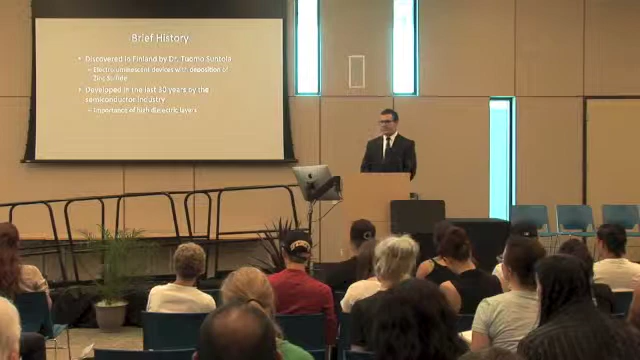 Brief History
• Discovered in Finland by Dr. Tuomo Suntola
– Electroluminescent devices with deposition of
Zinc Sulfide
• Developed in the last 30 years by the
semiconductor industry
– Importance of high dielectric layers